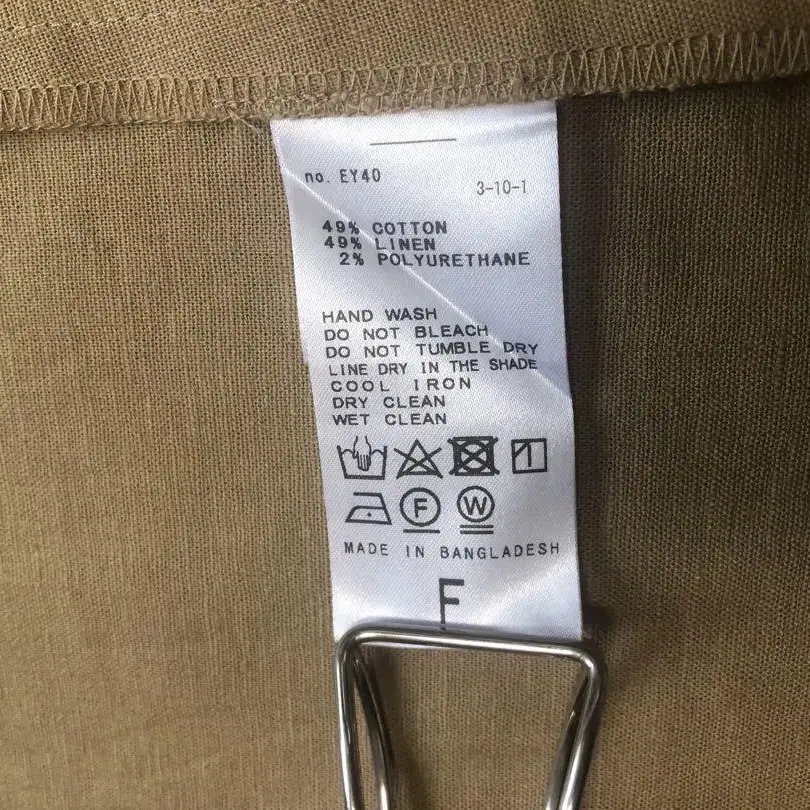 no. EY40
3-10-1
49% COTTON
49% LINEN
2% POLYURETHANE
HAND WASH
DO NOT BLEACH
DO NOT TUMBLE DRY
LINE DRY IN THE SHADE
COOL IRON
DRY CLEAN
WET CLEAN
F W
MADE IN BANGLADESH
F